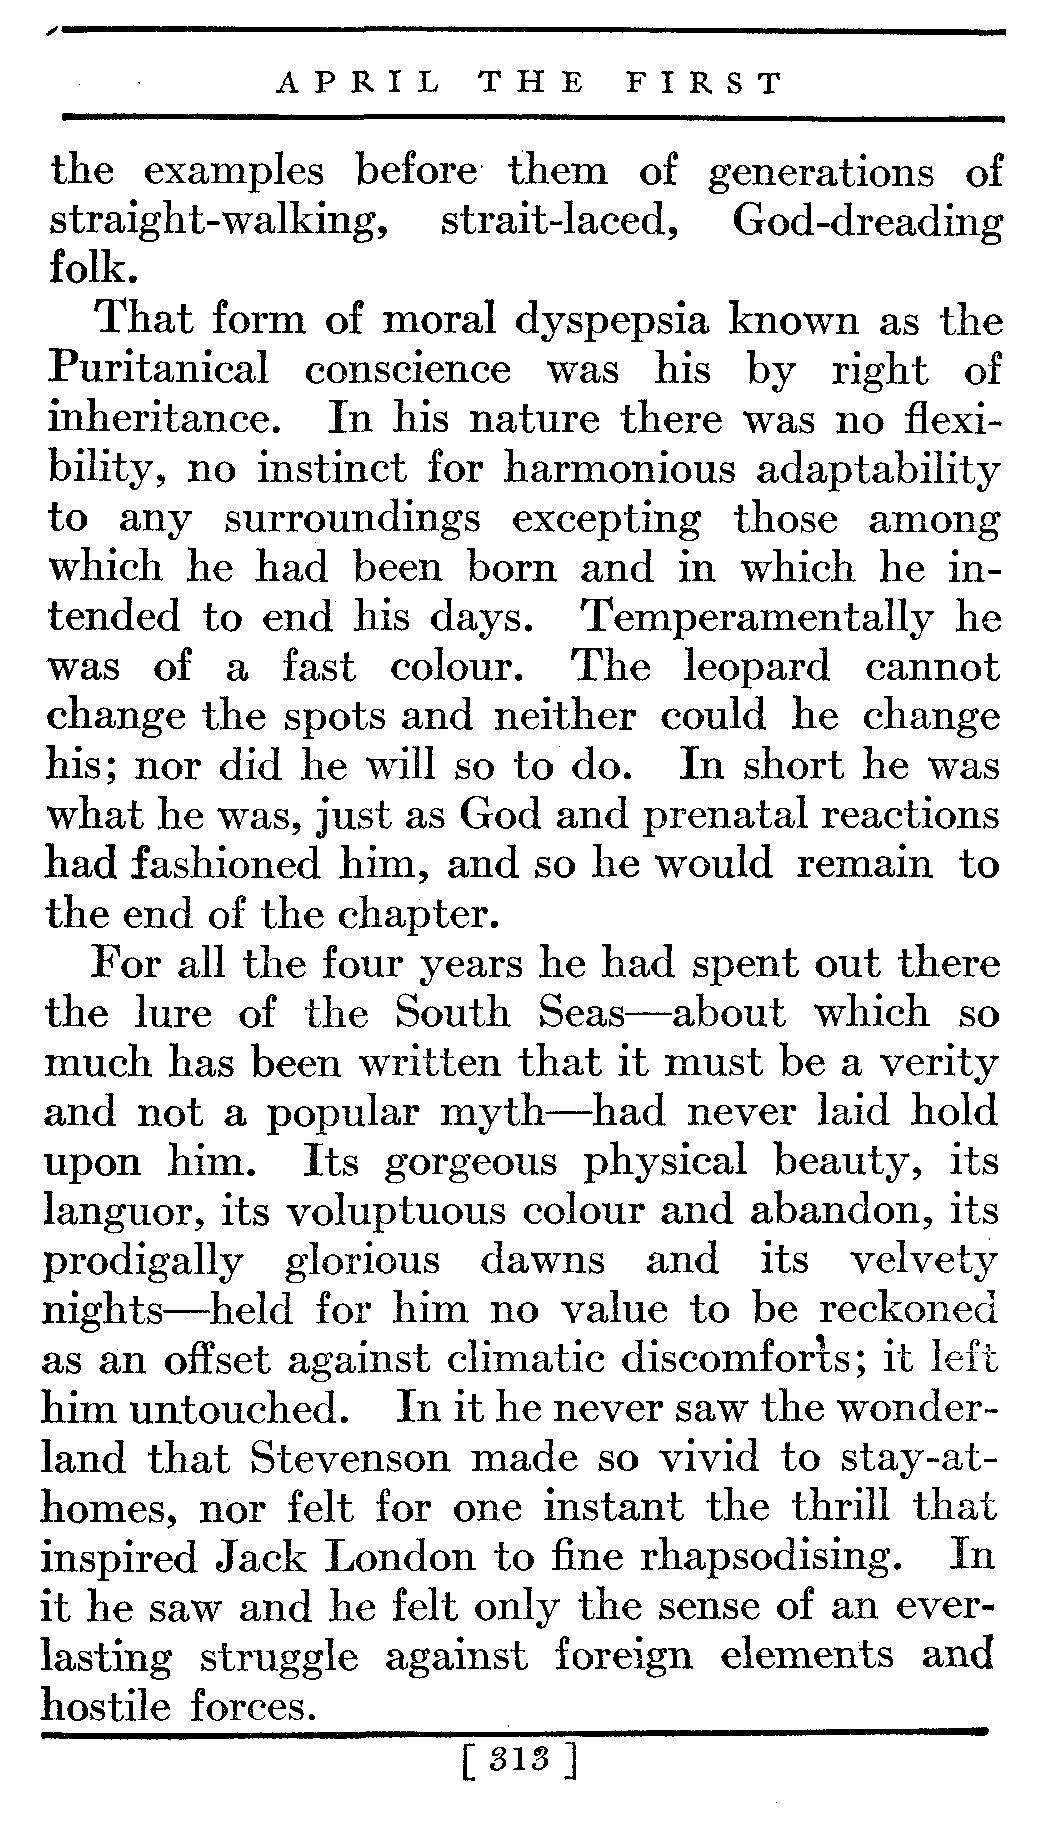 APRIL THE FIRST
the examples before them of generations of
straight-walking, strait-laced, God-dreading
folk.
That form of moral dyspepsia known as the
Puritanical conscience was his by right of
inheritance. In his nature there was no flexi-
bility, no instinct for harmonious adaptability
to any surroundings excepting those among
which he had been born and in which he in-
tended to end his days. Temperamentally he
was of a fast colour. The leopard cannot
change the spots and neither could he change
his; nor did he will so to do. In short he was
what he was, just as God and prenatal reactions
had fashioned him, and so he would remain to
the end of the chapter.
For all the four years he had spent out there
the lure of the South Seas—about which so
much has been written that it must be a verity
and not a popular myth—had never laid hold
upon him. Its gorgeous physical beauty, its
languor, its voluptuous colour and abandon, its
prodigally glorious dawns and its velvety
nights—held for him no value to be reckoned
as an offset against climatic discomforts; it left
him untouched. In it he never saw the wonder-
land that Stevenson made so vivid to stay-at-
homes, nor felt for one instant the thrill that
inspired Jack London to fine rhapsodising. In
it he saw and he felt only the sense of an ever-
lasting struggle against foreign elements and
hostile forces.
[ 313 ]